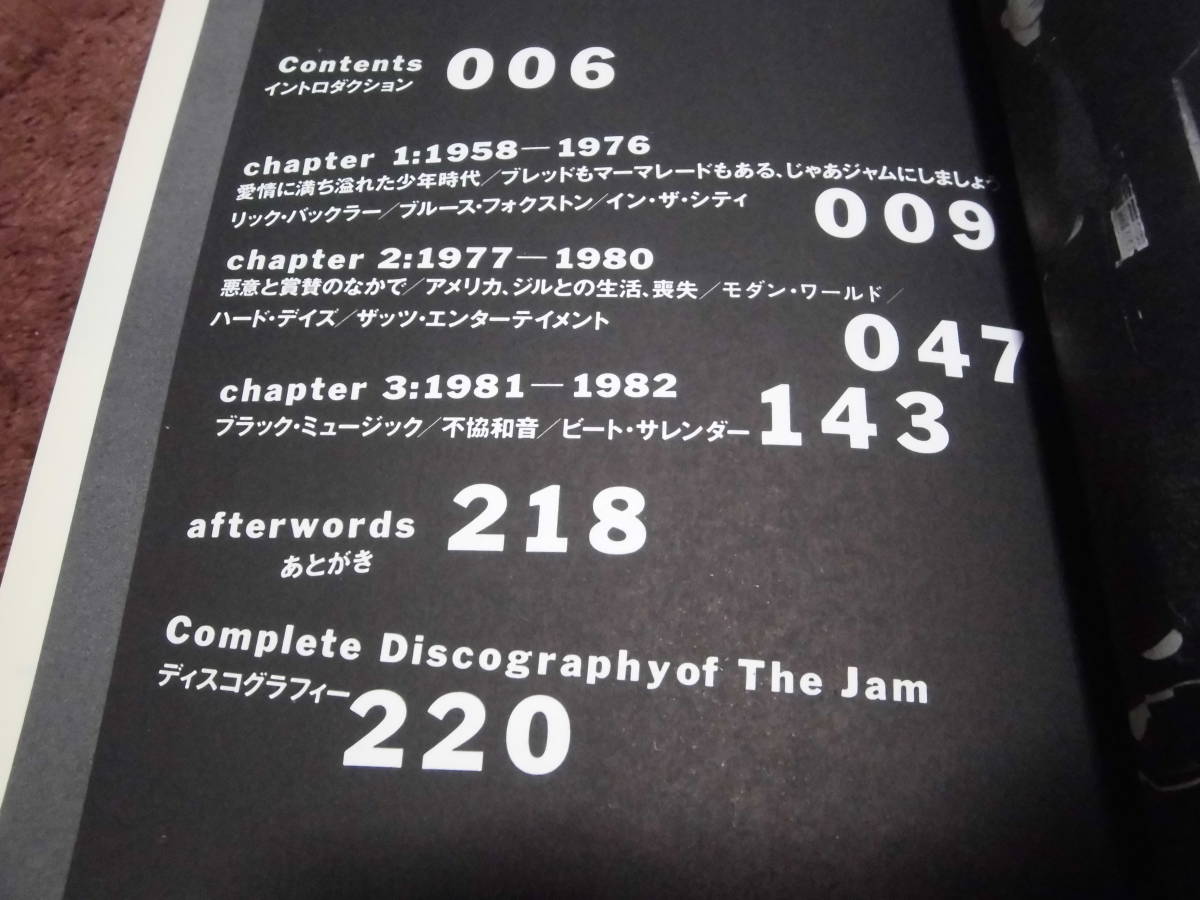 Contents 006
イントロダクション
chapter 1:1958—1976
愛情に満ち溢れた少年時代／ブレッドもマーマレードもある、じゃあジャムにしましょう
リック・バックラー／ブルース・フォクストン／イン・ザ・シティ 009
chapter 2:1977—1980
悪意と賞賛のなかで／アメリカ、ジルとの生活、喪失／モダン・ワールド／
ハード・デイズ／ザッツ・エンターテイメント 047
chapter 3:1981—1982
ブラック・ミュージック／不協和音／ビート・サレンダー 143
afterwords 218
あとがき
Complete Discographyof The Jam
ディスコグラフィー 220